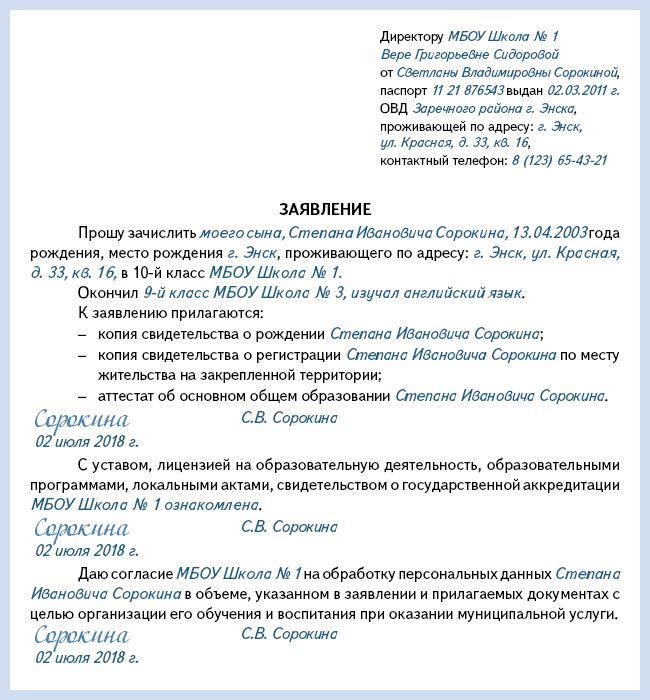 Директору МБОУ Школа № 1
Вере Григорьевне Сидоровой
от Светланы Владимировны Сорокиной,
паспорт 11 21 876543 выдан 02.03.2011 г.
ОВД Заречного района г. Энска,
проживающей по адресу: г. Энск,
ул. Красная, д. 33, кв. 16,
контактный телефон: 8 (123) 65-43-21
ЗАЯВЛЕНИЕ
Прошу зачислить моего сына, Степана Ивановича Сорокина, 13.04.2003 года
рождения, место рождения г. Энск, проживающего по адресу: г. Энск, ул. Красная,
д. 33, кв. 16, в 10-й класс МБОУ Школа № 1.
Окончил 9-й класс МБОУ Школа № 3, изучал английский язык.
К заявлению прилагаются:
– копия свидетельства о рождении Степана Ивановича Сорокина;
– копия свидетельства о регистрации Степана Ивановича Сорокина по месту
жительства на закрепленной территории;
– аттестат об основном общем образовании Степана Ивановича Сорокина.
Сорокина С.В. Сорокина
02 июля 2018 г.
С уставом, лицензией на образовательную деятельность, образовательными
программами, локальными актами, свидетельством о государственной аккредитации
МБОУ Школа № 1 ознакомлена.
Сорокина С.В. Сорокина
02 июля 2018 г.
Даю согласие МБОУ Школа № 1 на обработку персональных данных Степана
Ивановича Сорокина в объеме, указанном в заявлении и прилагаемых документах с
целью организации его обучения и воспитания при оказании муниципальной услуги.
Сорокина С.В. Сорокина
02 июля 2018 г.